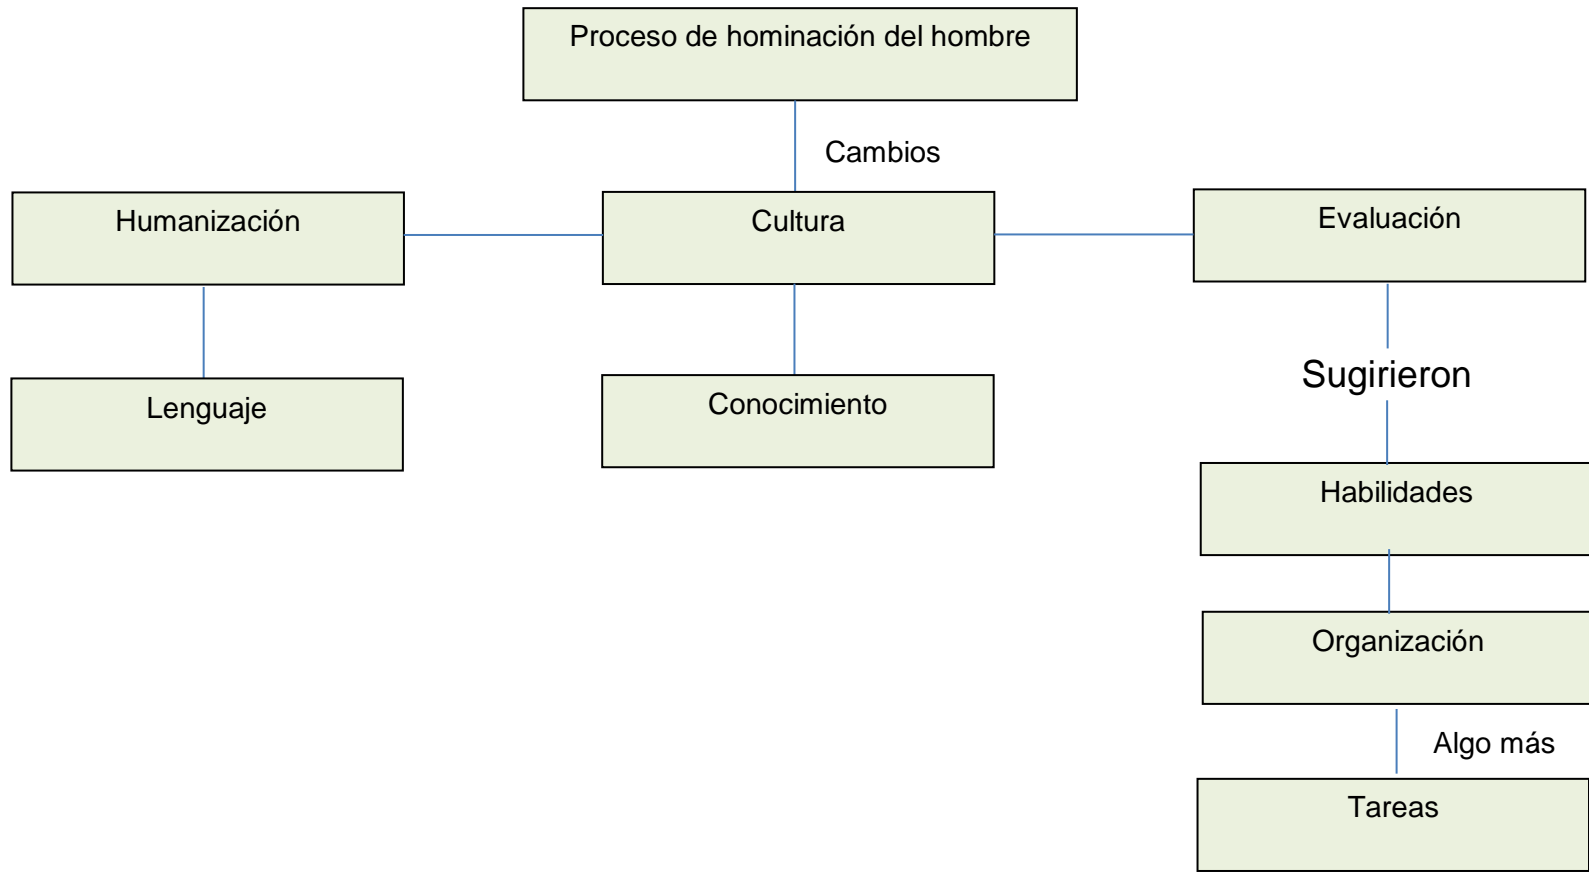 Proceso de hominación del hombre
Cambios
Humanización
Cultura
Evaluación
Sugirieron
Lenguaje
Conocimiento
Habilidades
Organización
Algo más
Tareas